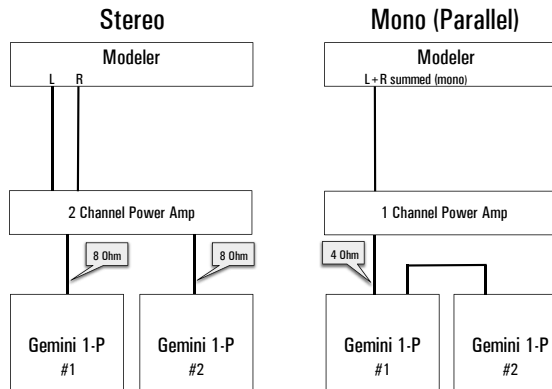 Stereo
Modeler
L R
2 Channel Power Amp
8 Ohm
8 Ohm
Gemini 1-P
#1
Gemini 1-P
#2
Mono (Parallel)
Modeler
L+R summed (mono)
1 Channel Power Amp
4 Ohm
Gemini 1-P
#1
Gemini 1-P
#2